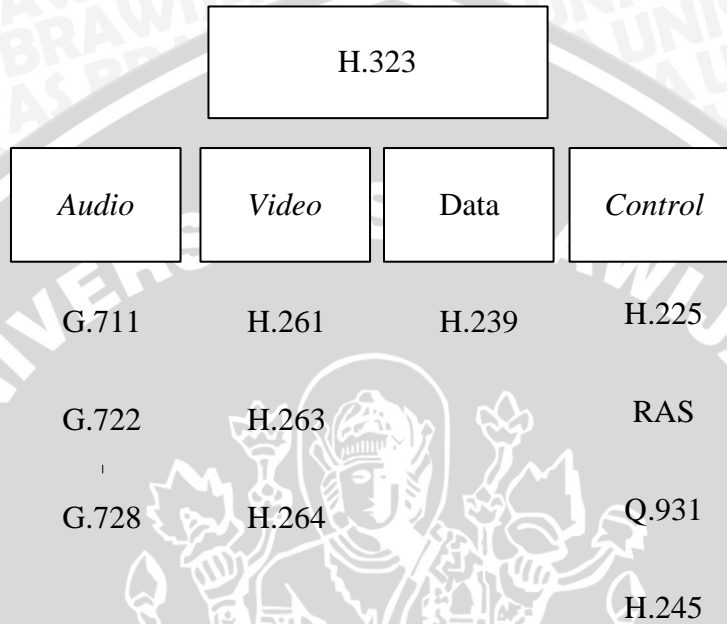 H.323
Audio Video Data Control
G.711 H.261 H.239 H.225
G.722 H.263 RAS
G.728 H.264 Q.931
H.245